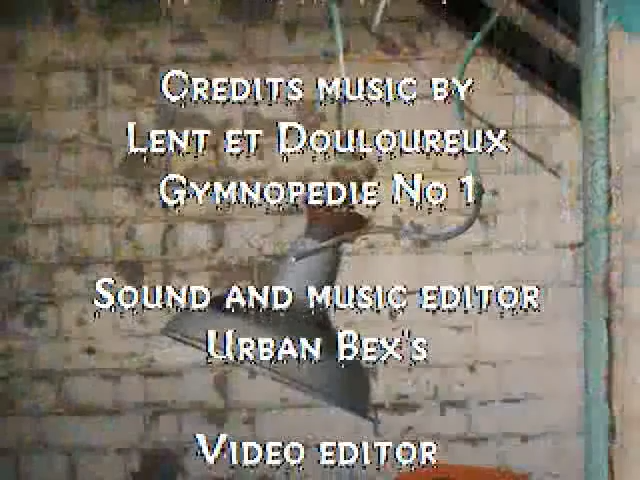 Credits music by
Lent et Douloureux
Gymnopedie No 1
Sound and music editor
Urban Bex's
Video editor